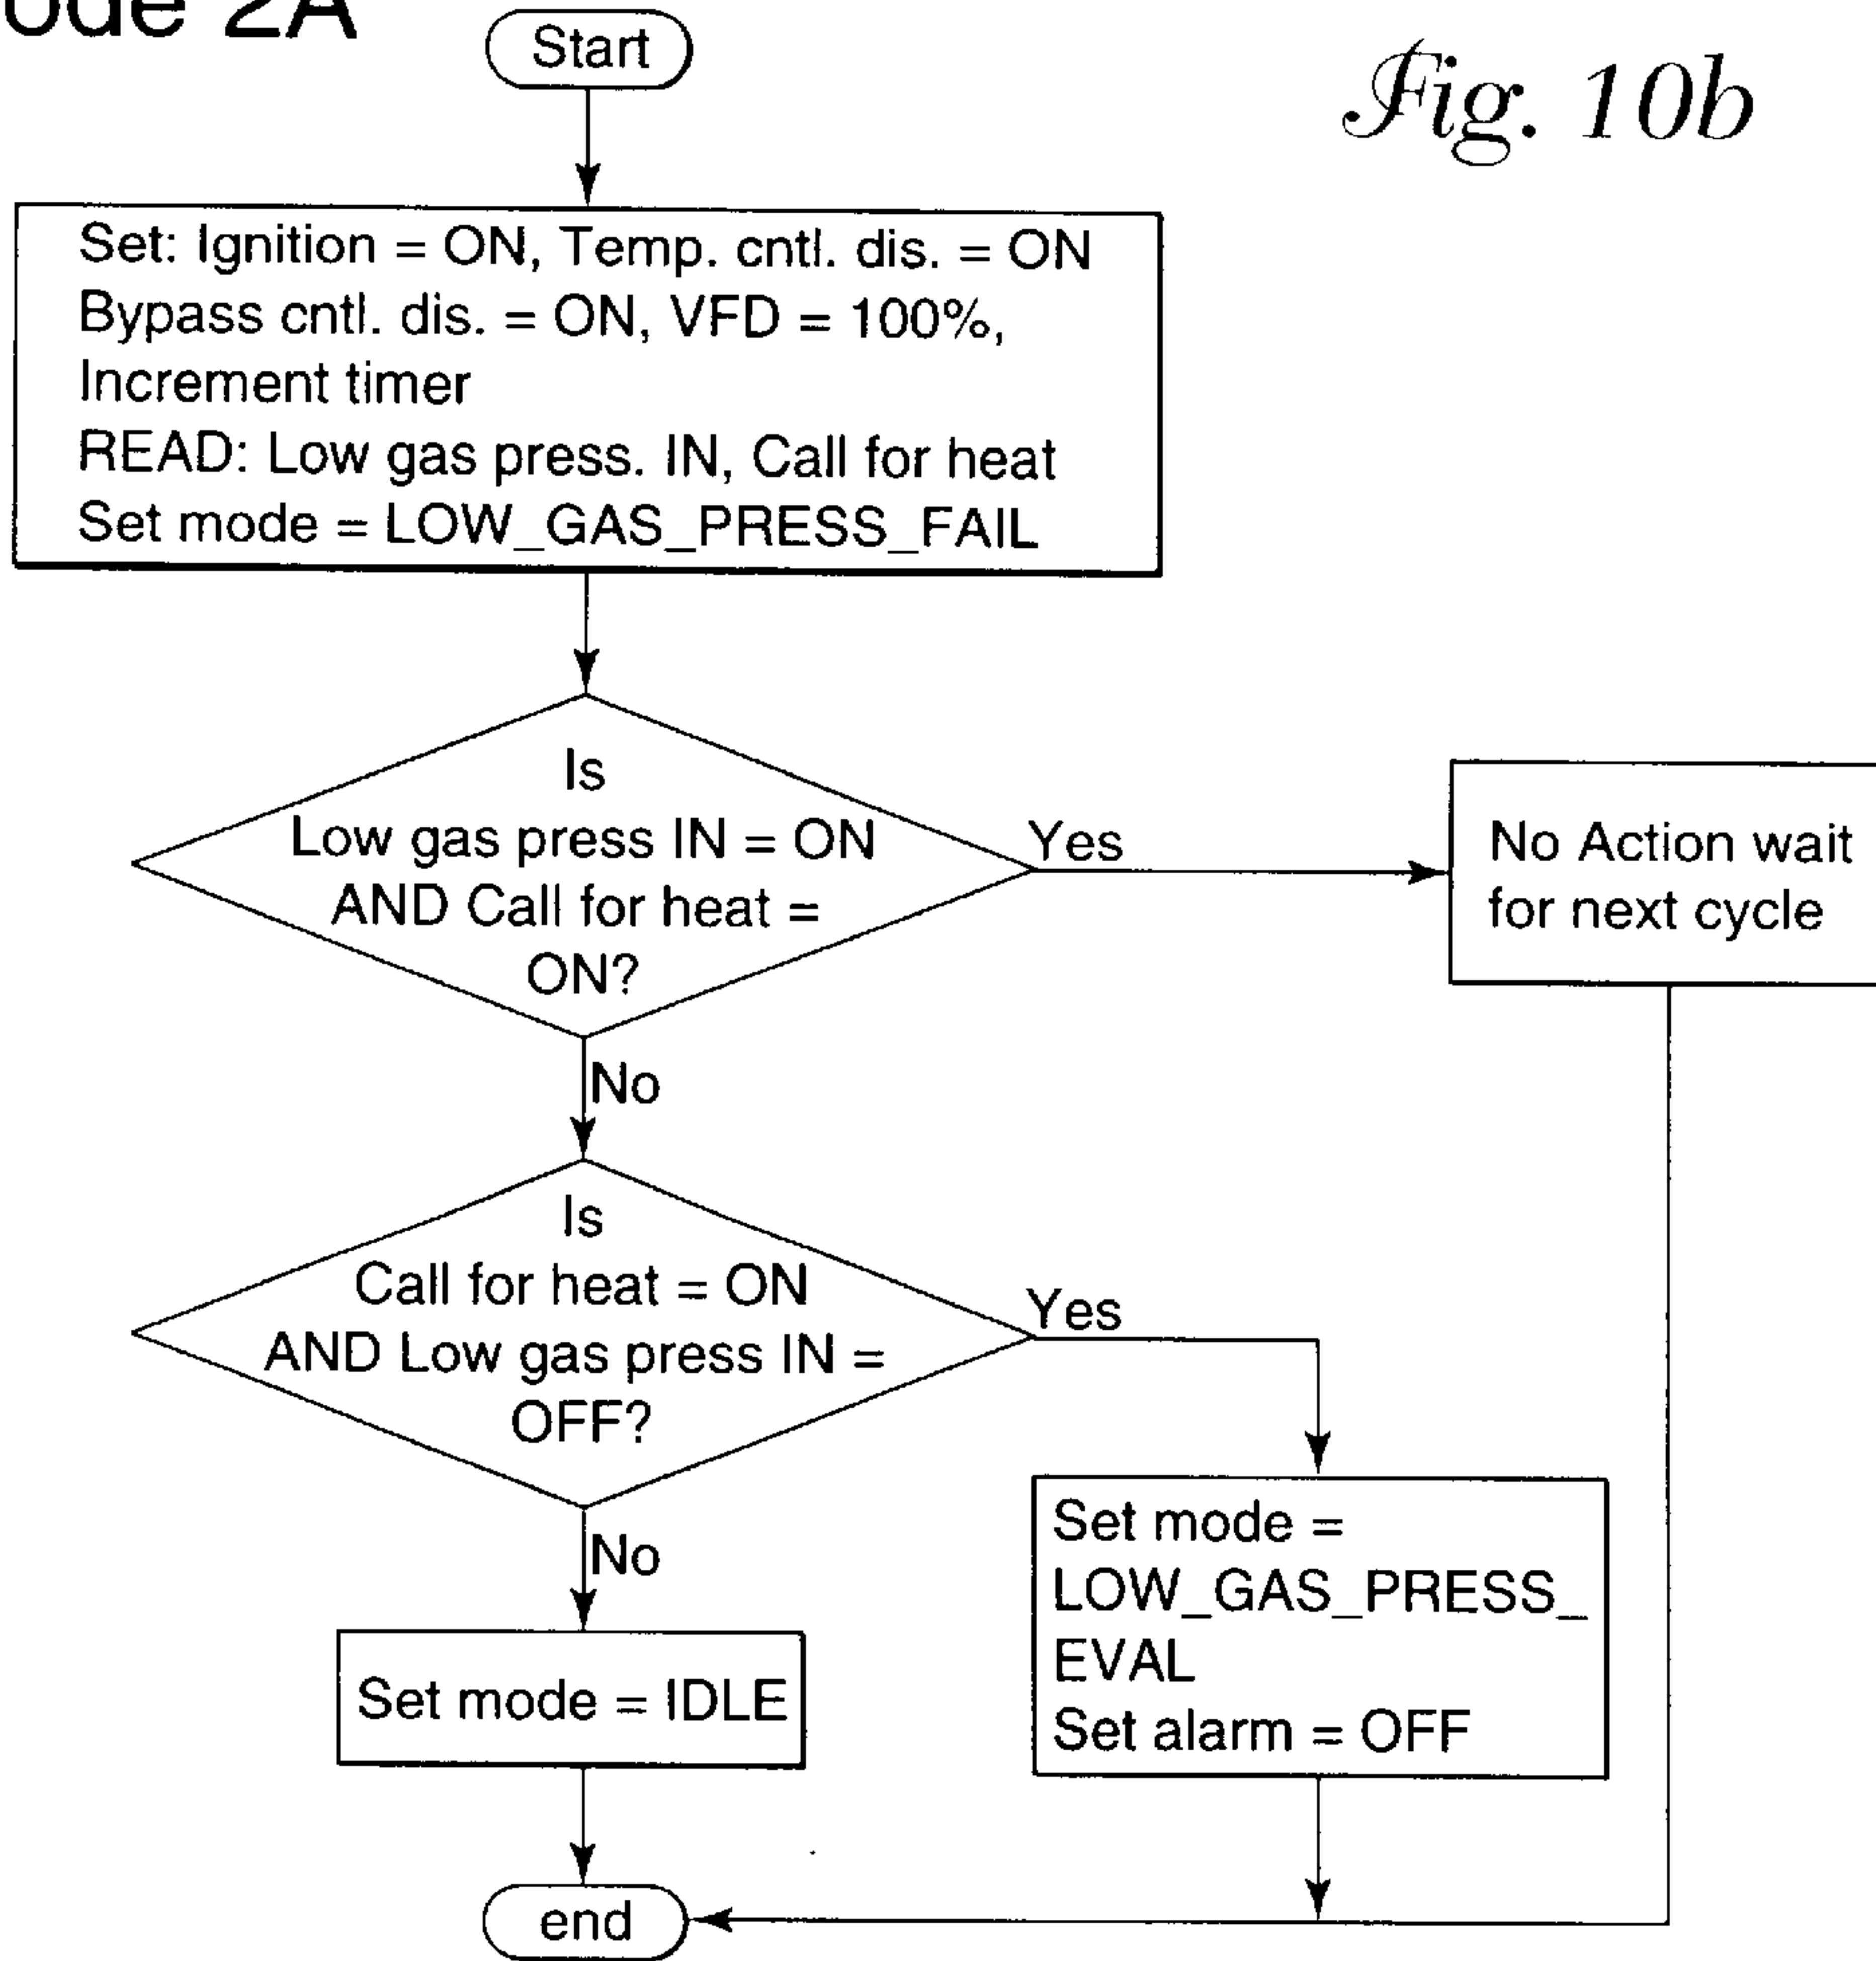 2A
Start
Fig. 10b
Set: Ignition = ON, Temp. cntl. dis. = ON
Bypass cntl. dis. = ON, VFD = 100%,
Increment timer
READ: Low gas press. IN, Call for heat
Set mode = LOW_GAS_PRESS_FAIL
Is
Low gas press IN = ON
AND Call for heat =
ON?
Yes
No Action wait
for next cycle
No
Is
Call for heat = ON
AND Low gas press IN =
OFF?
Yes
No
Set mode =
LOW_GAS_PRESS_
EVAL
Set alarm = OFF
Set mode = IDLE
end